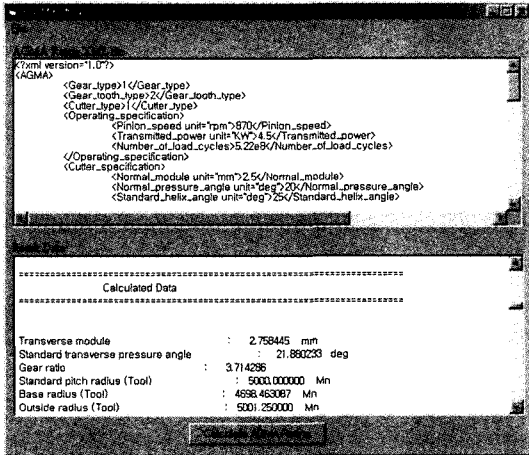 <?xml version="1.0"?>
<AGMA>
<Gear_type>1</Gear_type>
<Gear_tooth_type>2</Gear_tooth_type>
<Cutter_type>1</Cutter_type>
<Operating_specification>
<Pinion_speed unit="rpm">870</Pinion_speed>
<Transmitted_power unit="KW">4.5</Transmitted_power>
<Number_of_load_cycles>5.22e8</Number_of_load_cycles>
</Operating_specification>
<Cutter_specification>
<Normal_module unit="mm">2.5</Normal_module>
<Normal_pressure_angle unit="deg">20</Normal_pressure_angle>
<Standard_helix_angle unit="deg">25</Standard_helix_angle>
Calculated Data
Transverse module : 2.758445 mm
Standard transverse pressure angle : 21.880233 deg
Gear ratio : 3.714286
Standard pitch radius (Tool) : 5000.000000 Mn
Base radius (Tool) : 4698.463087 Mn
Outside radius (Tool) : 5001.250000 Mn